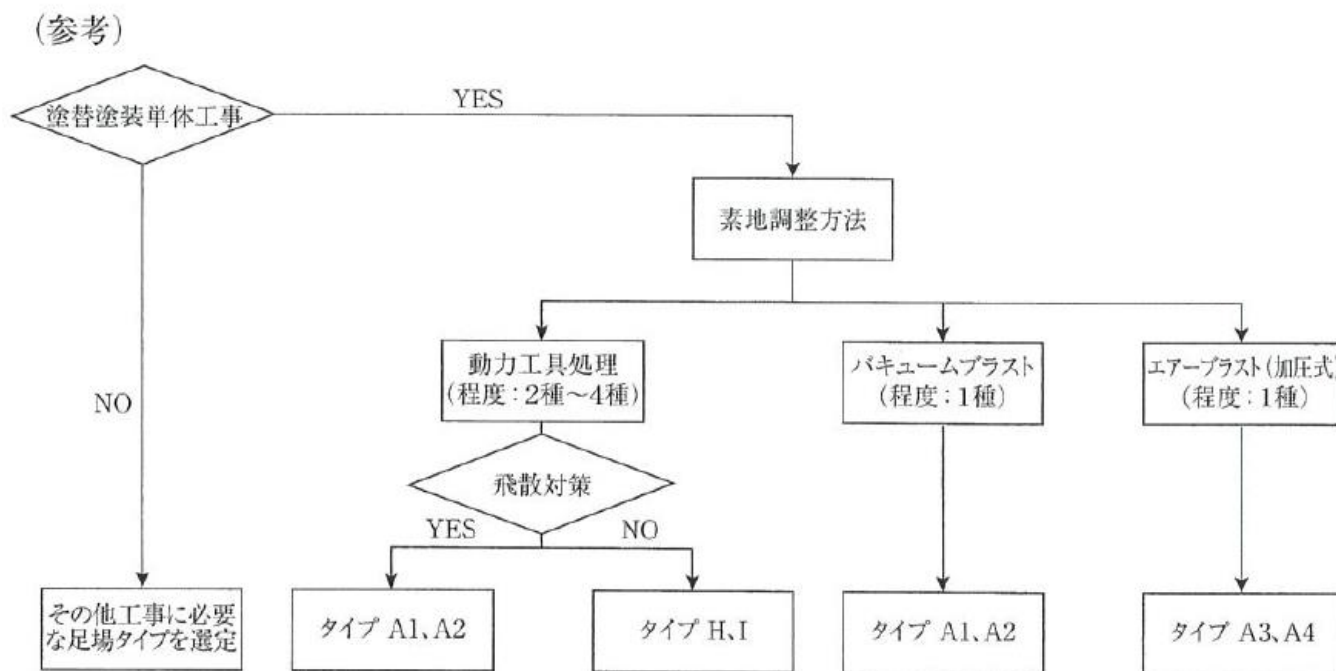 (参考)
塗替塗装単体工事
YES
素地調整方法
NO
動力工具処理
(程度：2種～4種)
バキュームブラスト
(程度：1種)
エアーブラスト(加圧式)
(程度：1種)
飛散対策
YES
NO
その他工事に必要
な足場タイプを選定
タイプ A1、A2
タイプ H、I
タイプ A1、A2
タイプ A3、A4